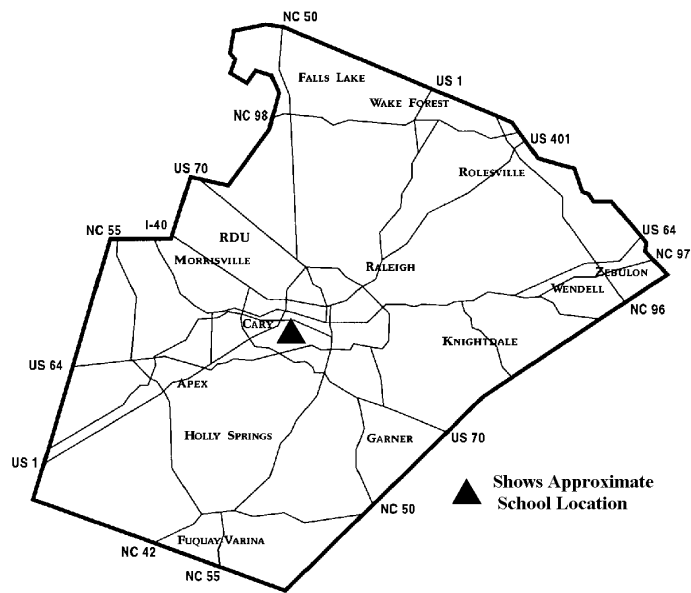 NC 50
FALLS LAKE
US 1
WAKE FOREST
NC 98
US 401
US 70
ROLESVILLE
NC 55
I-40
RDU
US 64
MORRISVILLE
RALEIGH
NC 97
ZEBULON
WENDELL
NC 96
CARY
KNIGHTDALE
US 64
APEX
HOLLY SPRINGS
GARNER
US 70
US 1
Shows Approximate
School Location
NC 50
FUQUAY VARINA
NC 42
NC 55